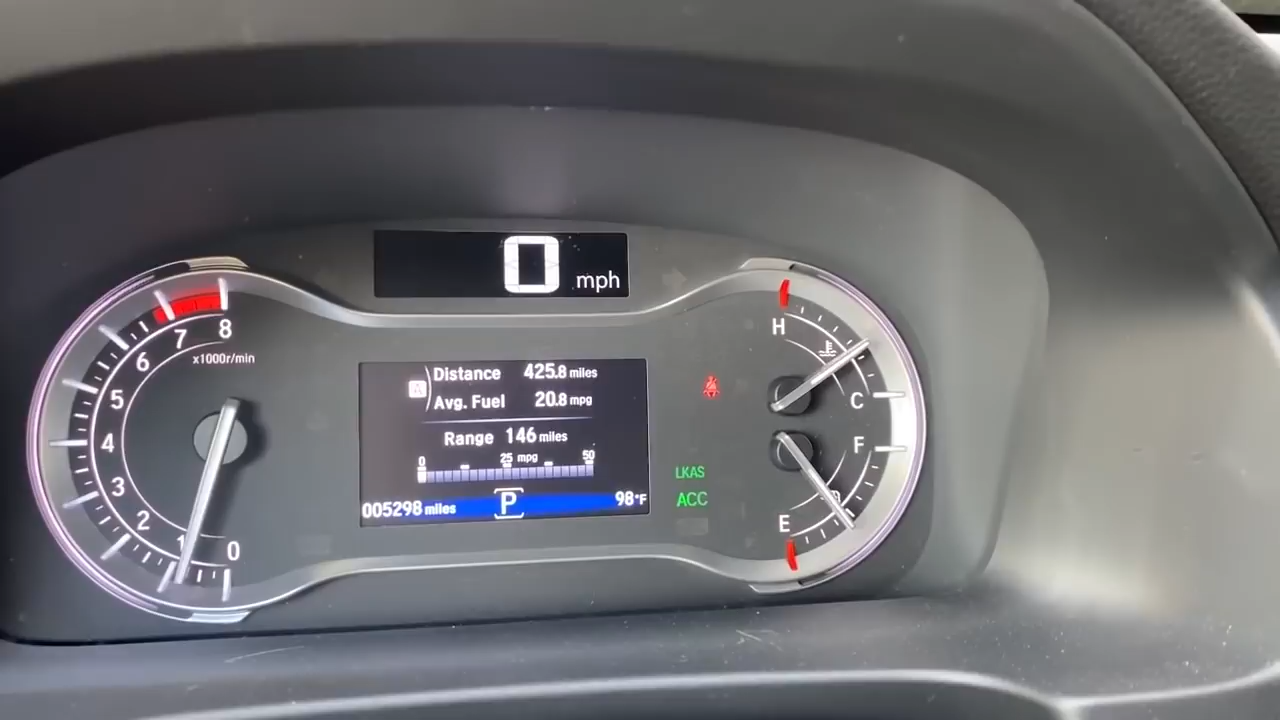 0 mph
8
7
6
5
4
3
2
1
0
x1000r/min
Distance 425.8 miles
A Avg. Fuel 20.8 mpg
Range 146 miles
0 25 mpg 50
005298 miles P 98°F
LKAS
ACC
H
C
F
E